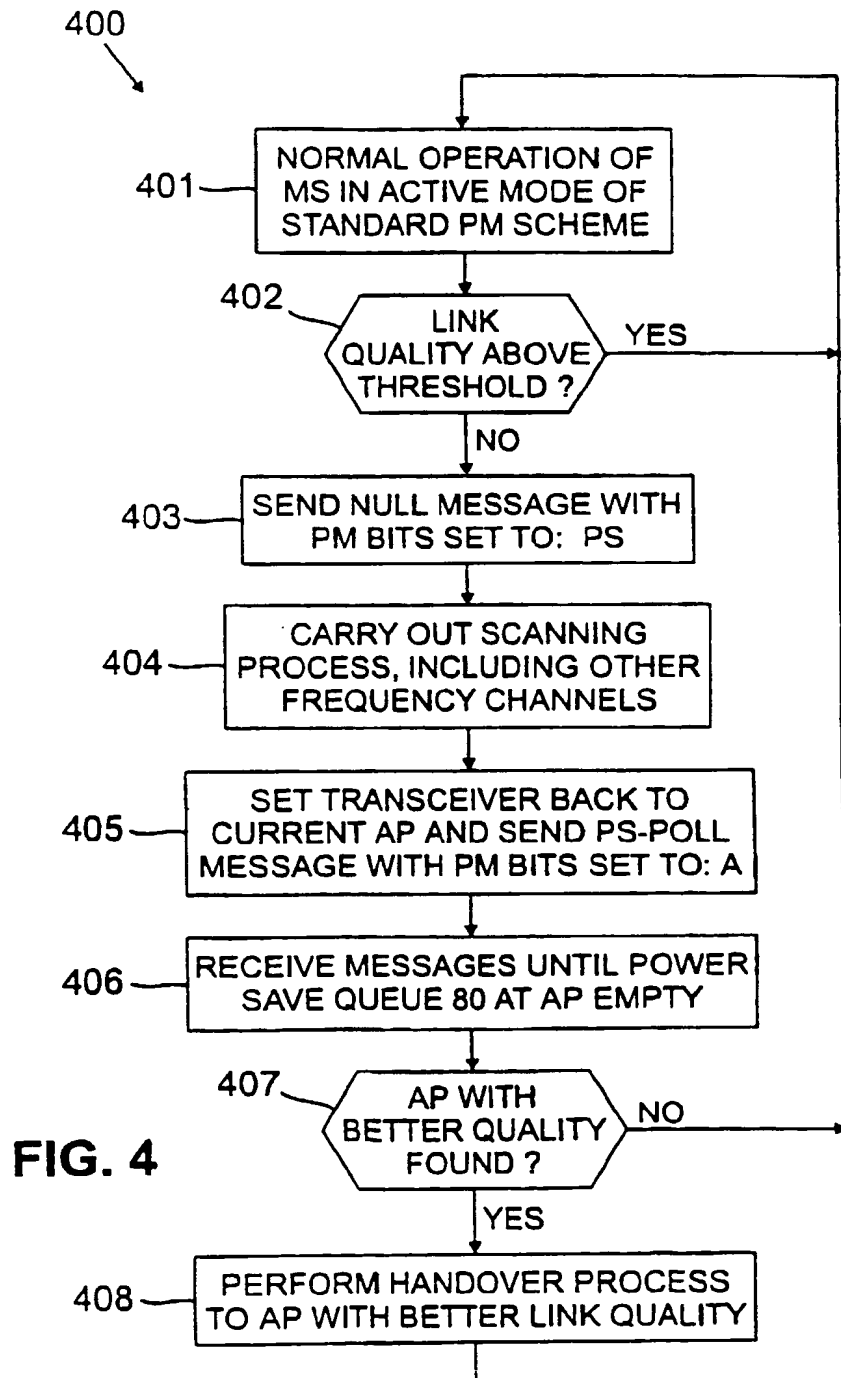 400
401
NORMAL OPERATION OF
MS IN ACTIVE MODE OF
STANDARD PM SCHEME
402
LINK
QUALITY ABOVE
THRESHOLD ?
YES
NO
403
SEND NULL MESSAGE WITH
PM BITS SET TO: PS
404
CARRY OUT SCANNING
PROCESS, INCLUDING OTHER
FREQUENCY CHANNELS
405
SET TRANSCEIVER BACK TO
CURRENT AP AND SEND PS-POLL
MESSAGE WITH PM BITS SET TO: A
406
RECEIVE MESSAGES UNTIL POWER
SAVE QUEUE 80 AT AP EMPTY
407
AP WITH
BETTER QUALITY
FOUND ?
NO
YES
FIG. 4
408
PERFORM HANDOVER PROCESS
TO AP WITH BETTER LINK QUALITY